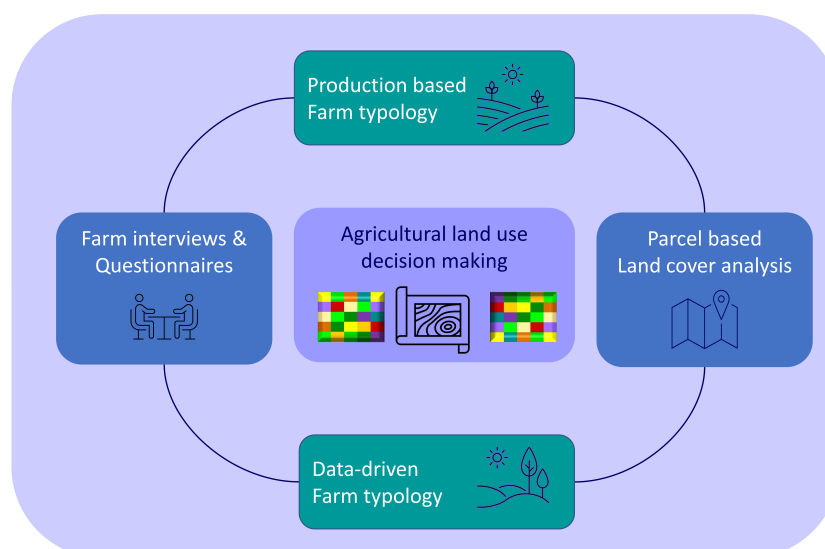 Production based
Farm typology
Farm interviews &
Questionnaires
Agricultural land use
decision making
Parcel based
Land cover analysis
Data-driven
Farm typology